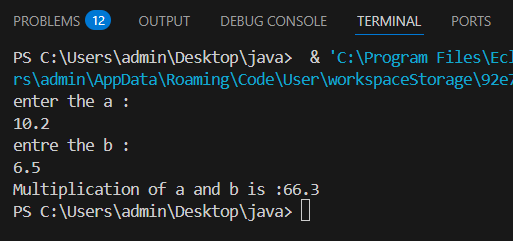 PROBLEMS 12 OUTPUT DEBUG CONSOLE TERMINAL PORTS
PS C:\Users\admin\Desktop\java>  & 'C:\Program Files\Ecl
rs\admin\AppData\Roaming\Code\User\workspaceStorage\92e7
enter the a :
10.2
entre the b :
6.5
Multiplication of a and b is :66.3
PS C:\Users\admin\Desktop\java>